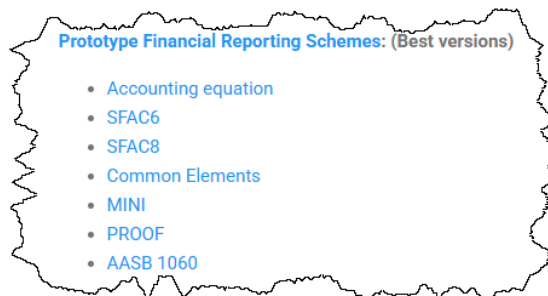 Prototype Financial Reporting Schemes: (Best versions)
Accounting equation
SFAC6
SFAC8
Common Elements
MINI
PROOF
AASB 1060